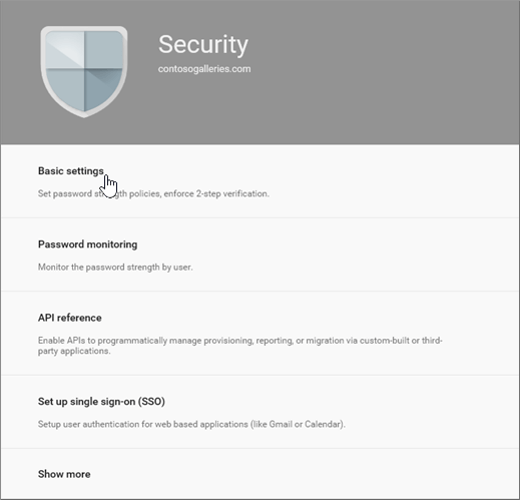 Security
contosogalleries.com
Basic settings
Set password strength policies, enforce 2-step verification.
Password monitoring
Monitor the password strength by user.
API reference
Enable APIs to programmatically manage provisioning, reporting, or migration via custom-built or third-
party applications.
Set up single sign-on (SSO)
Setup user authentication for web based applications (like Gmail or Calendar).
Show more